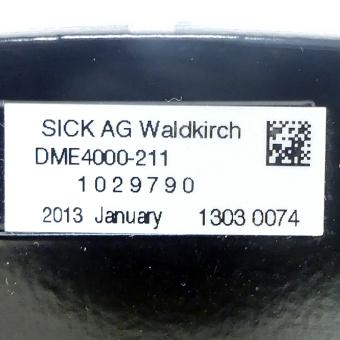 SICK AG Waldkirch
DME4000-211
1029790
2013 January 1303 0074